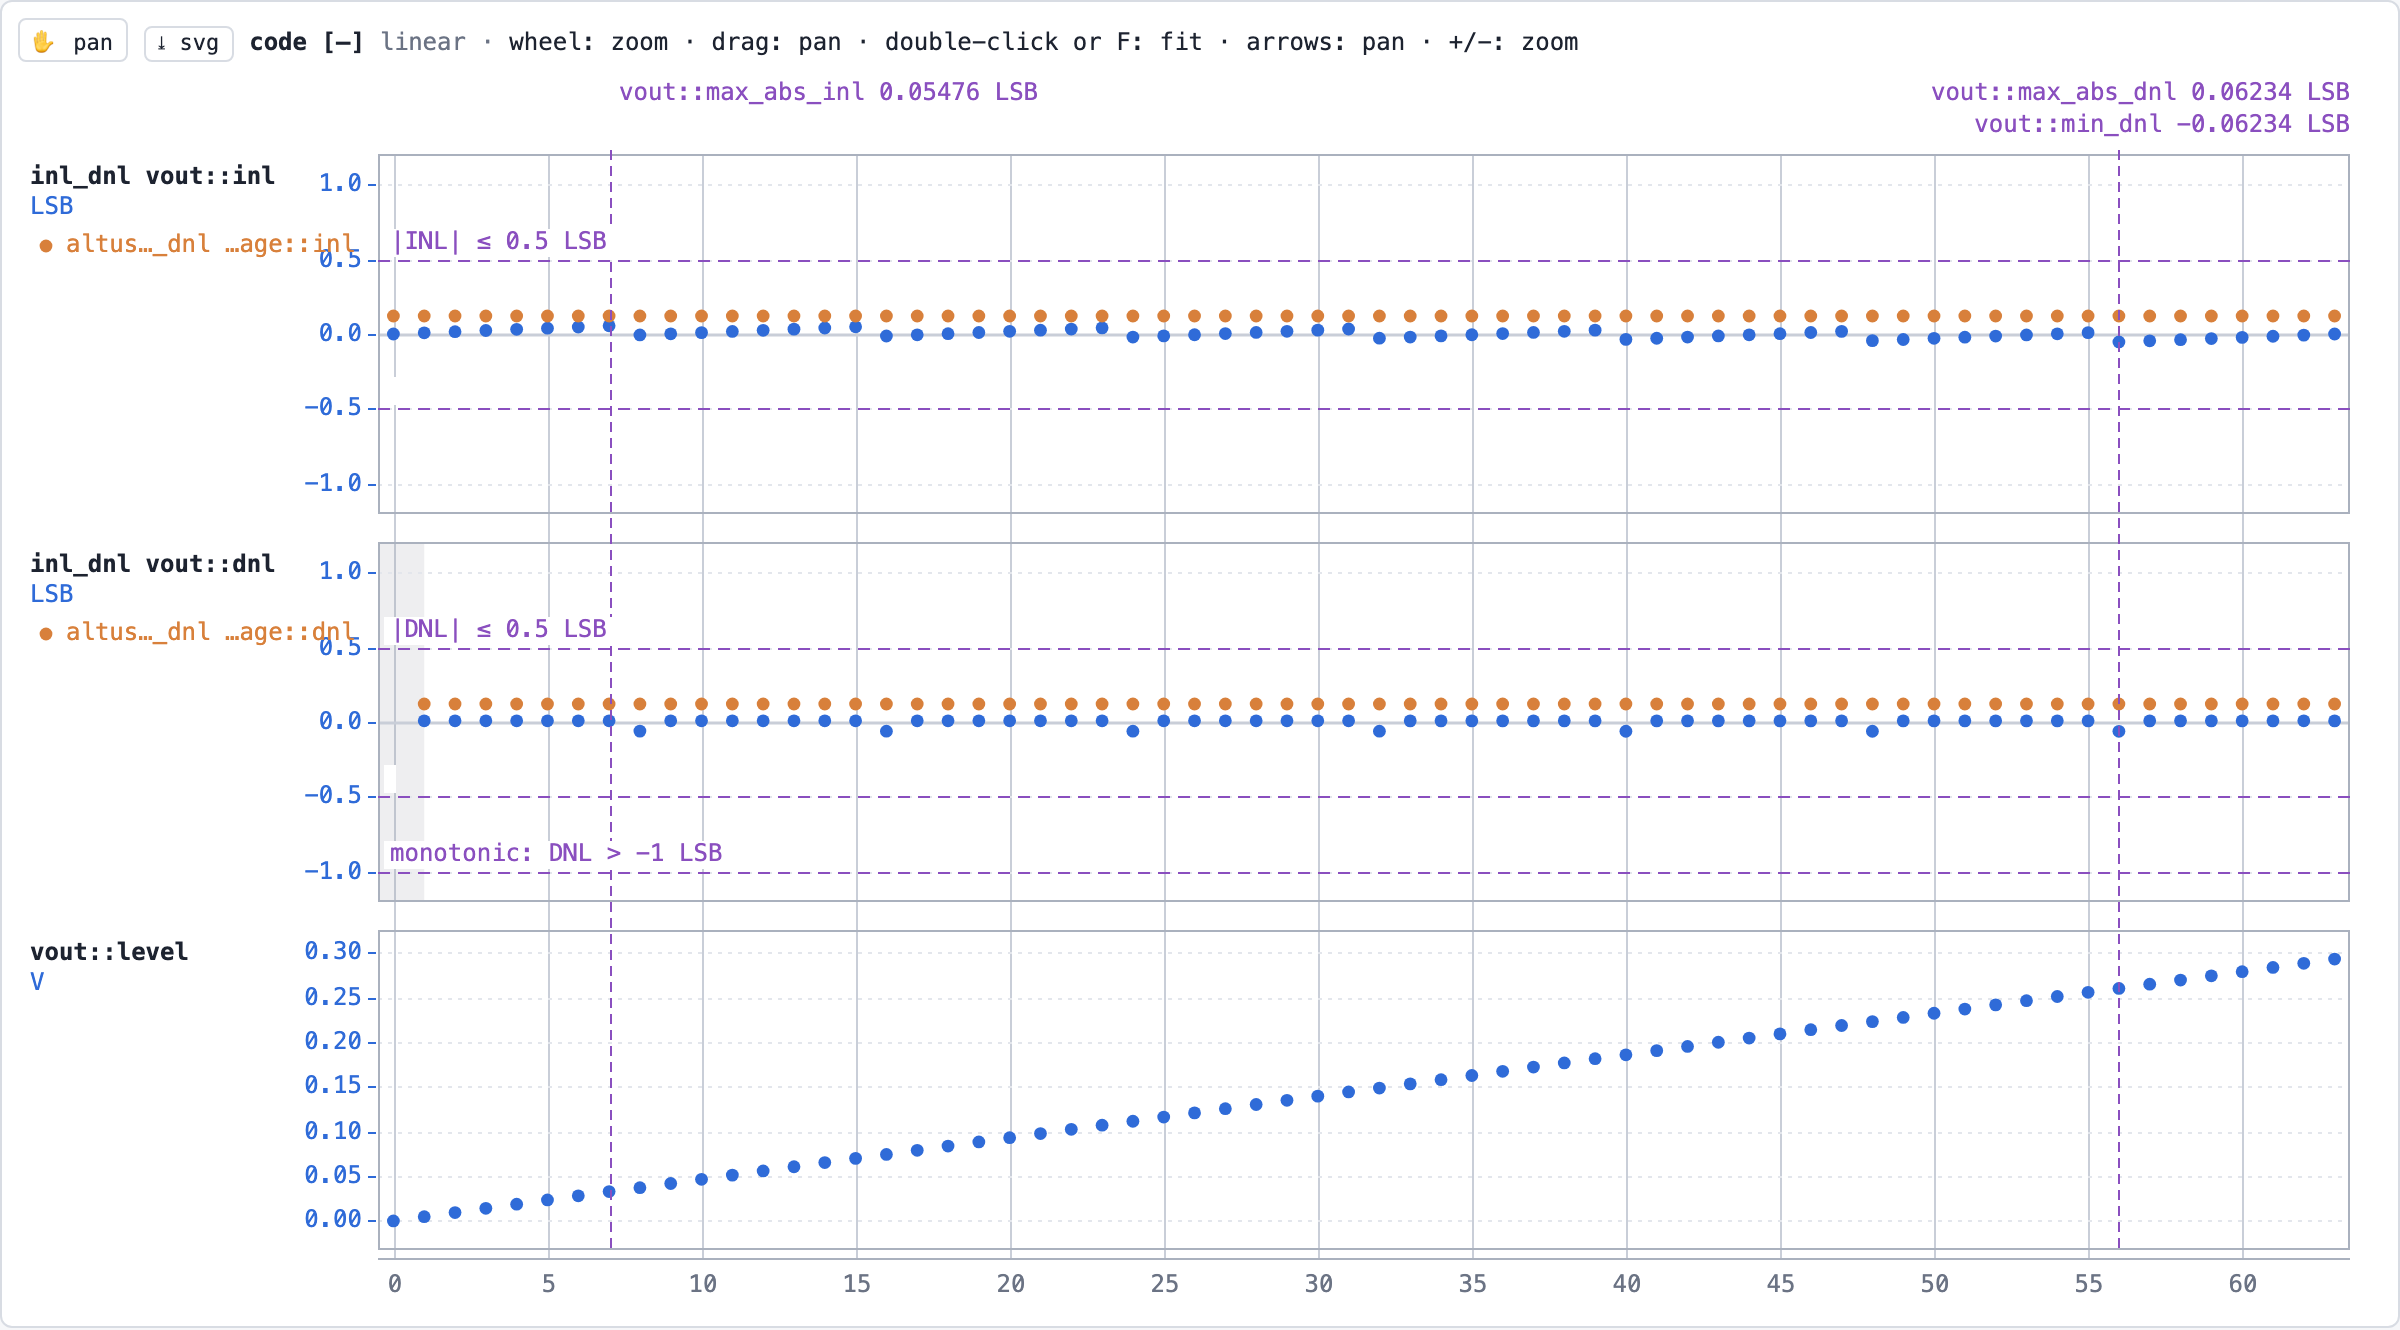 🖐 pan ⤓ svg code [—] linear · wheel: zoom · drag: pan · double-click or F: fit · arrows: pan · +/−: zoom
vout::max_abs_inl 0.05476 LSB
vout::max_abs_dnl 0.06234 LSB
vout::min_dnl −0.06234 LSB
inl_dnl vout::inl
LSB
altus…_dnl …age::inl
1.0
0.5
0.0
−0.5
−1.0
|INL| ≤ 0.5 LSB
inl_dnl vout::dnl
LSB
altus…_dnl …age::dnl
1.0
0.5
0.0
−0.5
−1.0
|DNL| ≤ 0.5 LSB
monotonic: DNL > −1 LSB
vout::level
V
0.30
0.25
0.20
0.15
0.10
0.05
0.00
0 5 10 15 20 25 30 35 40 45 50 55 60